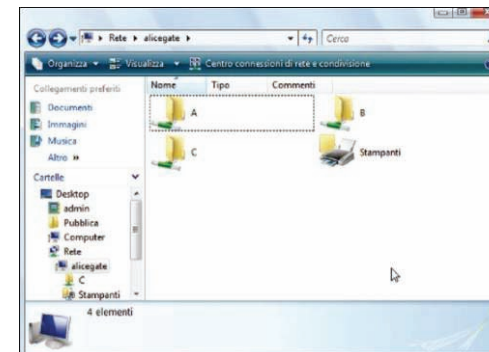 Rete ▸ alicegate ▸
Cerca
Organizza Visualizza Centro connessioni di rete e condivisione
Collegamenti preferiti
Documenti
Immagini
Musica
Altro »
Cartelle
Desktop
admin
Pubblica
Computer
Rete
alicegate
C
Stampanti
Nome Tipo Commenti
A
B
C
Stampanti
4 elementi